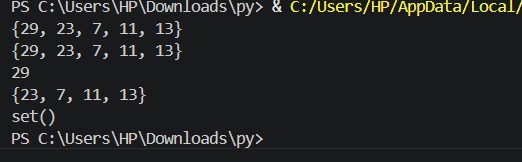 PS C:\Users\HP\Downloads\py> & C:/Users/HP/AppData/Local/
{29, 23, 7, 11, 13}
{29, 23, 7, 11, 13}
29
{23, 7, 11, 13}
set()
PS C:\Users\HP\Downloads\py>